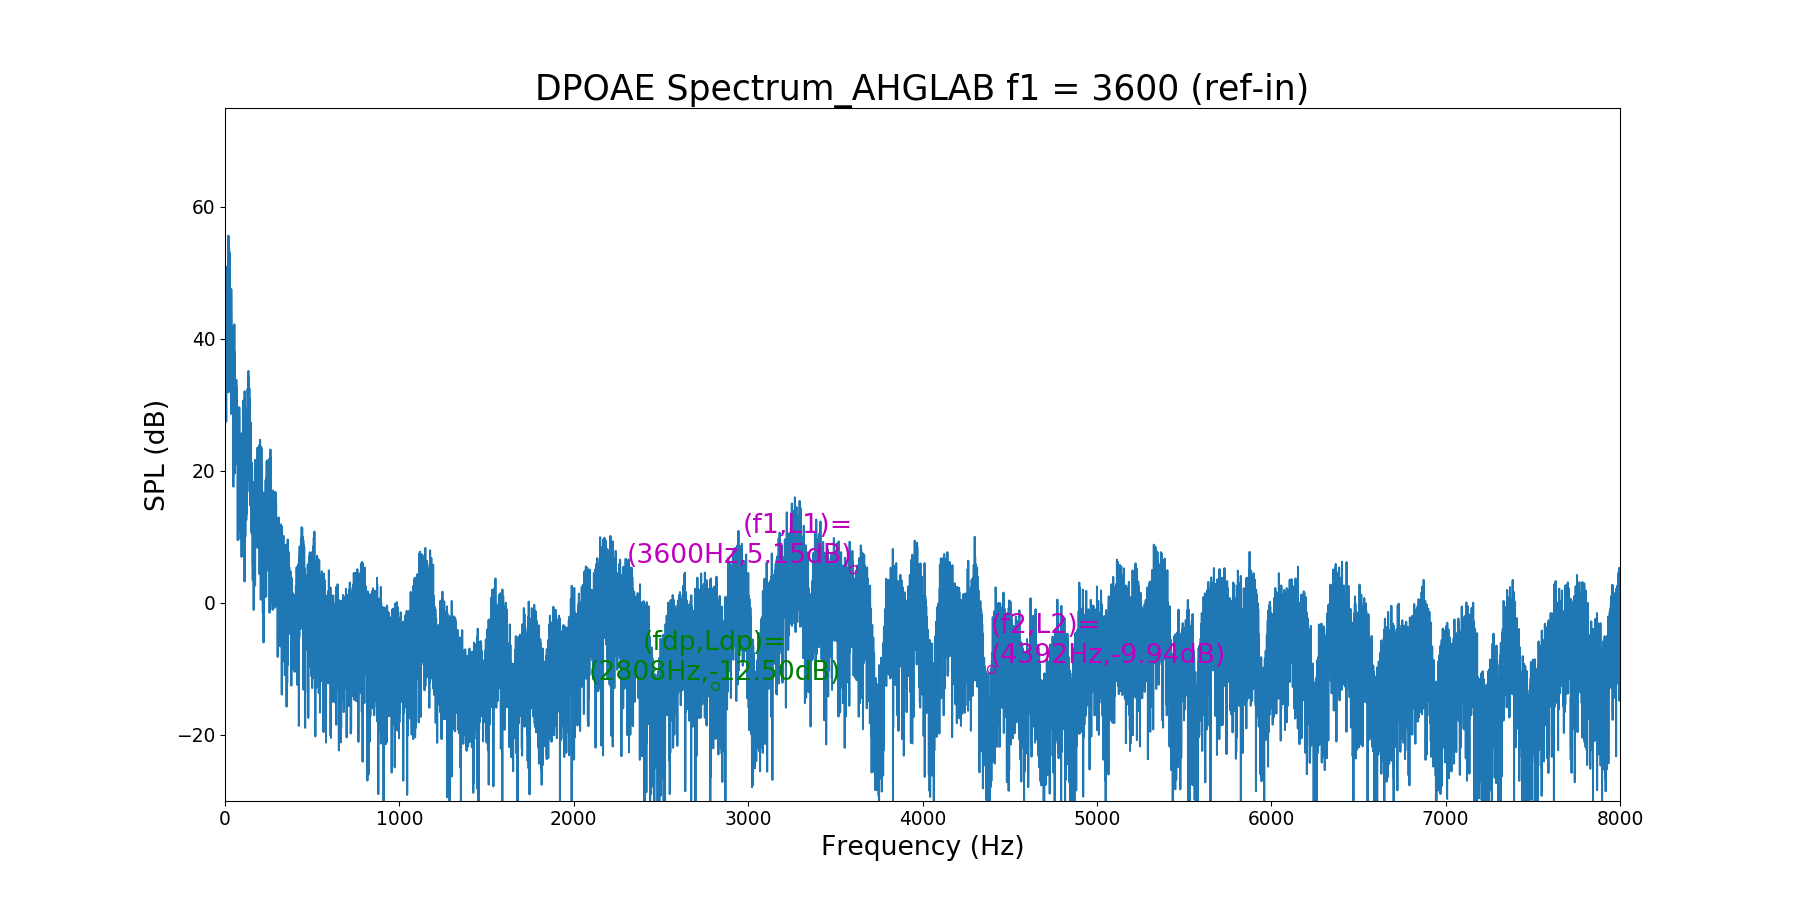 DPOAE Spectrum_AHGLAB f1 = 3600 (ref-in)
SPL (dB)
60
40
20
0
−20
(f1,L1)=
(3600Hz,5.15dB)
(f2,L2)=
(4392Hz,-9.94dB)
(fdp,Ldp)=
(2808Hz,-12.50dB)
0 1000 2000 3000 4000 5000 6000 7000 8000
Frequency (Hz)